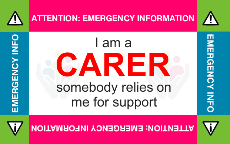 ATTENTION: EMERGENCY INFORMATION
EMERGENCY INFO
I am a
CARER
somebody relies on
me for support
EMERGENCY INFO
ATTENTION: EMERGENCY INFORMATION